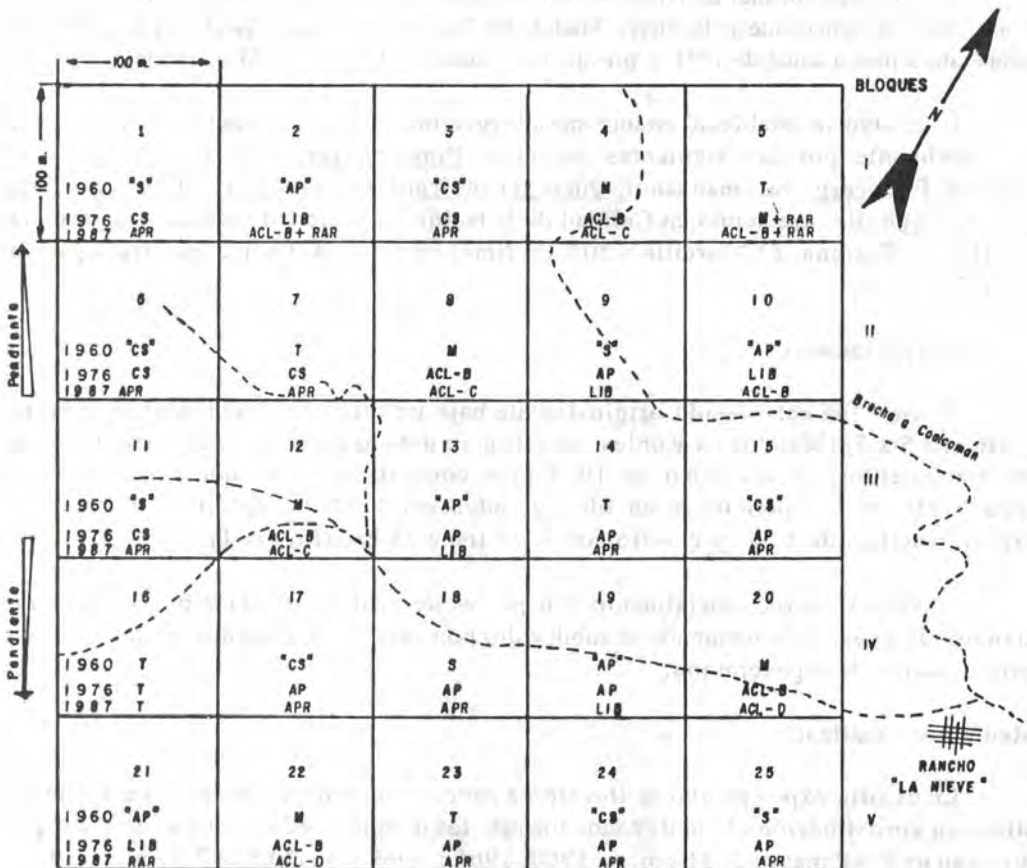 100 m.
BLOQUES
N
100 m.
1 2 3 4 5
1960 "S" "AP" "CS" M T
1976 CS LIB CS ACL-B M+RAR
1987 APR ACL-B+RAR APR ACL-C ACL-B+RAR
Pendiente
6 7 8 9 10
II
1960 "CS" T M "S" "AP"
1976 CS CS ACL-B AP LIB
1987 APR APR ACL-C LIB ACL-B
Brecha a Canicoman
11 12 13 14 15
III
1960 "S" M "AP" T "CS"
1976 CS ACL-B AP AP AP
1987 APR ACL-C LIB APR APR
Pendiente
16 17 18 19 20
IV
1960 T "CS" S "AP" M
1976 T AP AP AP ACL-B
1987 T APR APR LIB ACL-D
RANCHO
"LA NIEVE"
21 22 23 24 25
V
1960 "AP" M T "CS" "S"
1976 LIB ACL-B AP AP AP
1987 RAR ACL-D APR